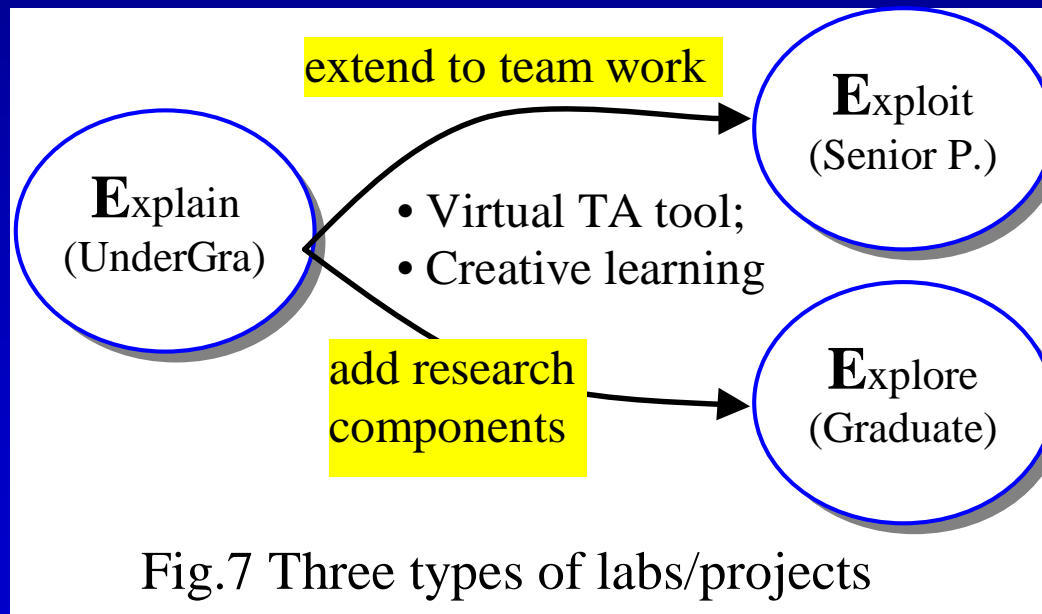 extend to team work
Exploit
(Senior P.)
Explain
(UnderGra)
• Virtual TA tool;
• Creative learning
add research
components
Explore
(Graduate)
Fig.7 Three types of labs/projects